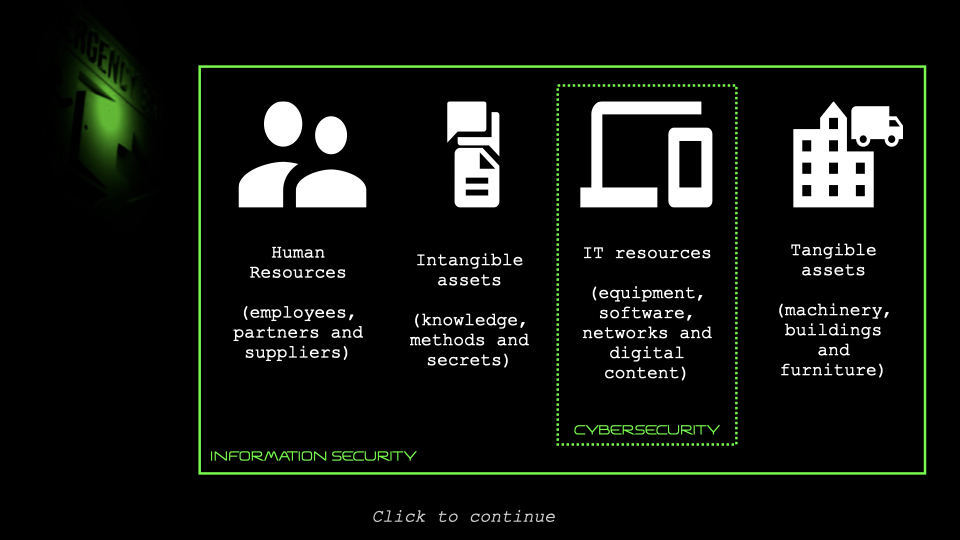 Human
Resources
(employees,
partners and
suppliers)
Intangible
assets
(knowledge,
methods and
secrets)
IT resources
(equipment,
software,
networks and
digital
content)
Tangible
assets
(machinery,
buildings
and
furniture)
CYBERSECURITY
INFORMATION SECURITY
Click to continue